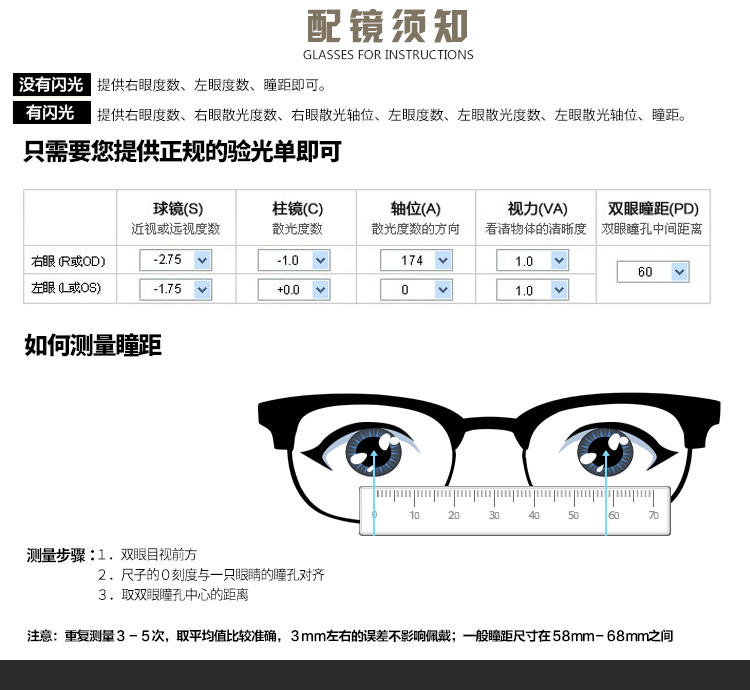 配镜须知
GLASSES FOR INSTRUCTIONS
没有闪光 提供右眼度数、左眼度数、瞳距即可。
有闪光 提供右眼度数、右眼散光度数、右眼散光轴位、左眼度数、左眼散光度数、左眼散光轴位、瞳距。
只需要您提供正规的验光单即可
球镜(S) 柱镜(C) 轴位(A) 视力(VA) 双眼瞳距(PD)
近视或远视度数 散光度数 散光度数的方向 看诸物体的诸晰度 双眼瞳孔中间距离
右眼(R或OD) -2.75 -1.0 174 1.0
60
左眼(L或OS) -1.75 +0.0 0 1.0
如何测量瞳距
0 10 20 30 40 50 60 70
测量步骤：1．双眼目视前方
2．尺子的0刻度与一只眼睛的瞳孔对齐
3．取双眼瞳孔中心的距离
注意：重复测量3－5次，取平均值比较准确，3mm左右的误差不影响佩戴；一般瞳距尺寸在58mm－68mm之间